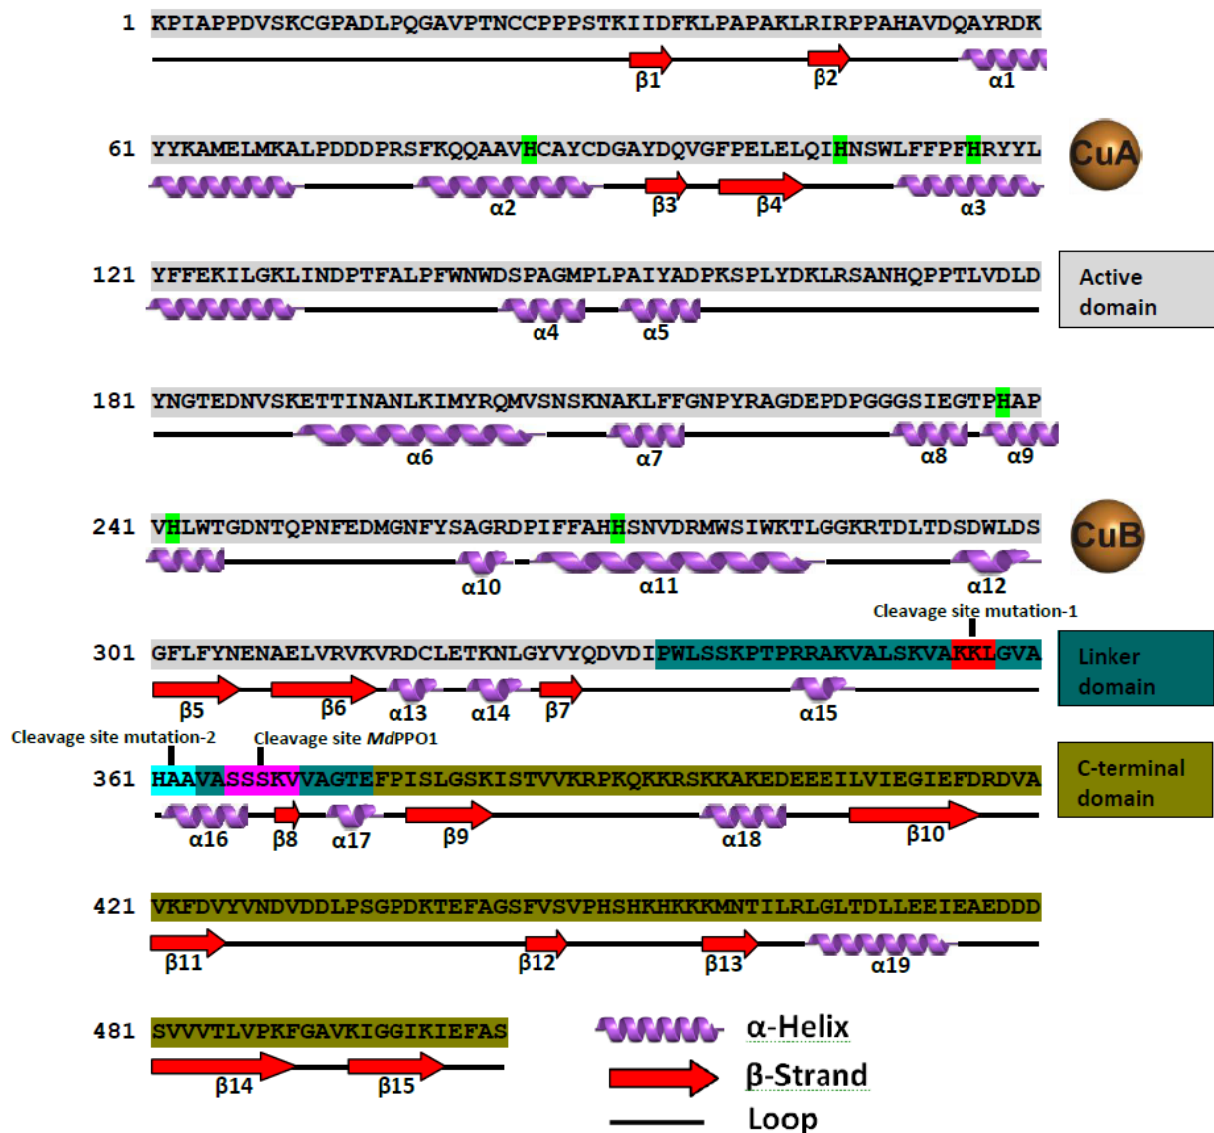 1 KPIAPPDVSKCGPADLPQGAVPTNCCPPPSTKIIDFKLPAPAKLRIRPPAHAVDQAYRDK
β1 β2 α1
61 YYKAMELMKALPDDDPRSFKQQAAVHCAYCDGAYDQVGFPELELQIHNSWLFFPFHRYYL
CuA
α2 β3 β4 α3
121 YFFEKILGKLINDPTFALPFWNWDSPAGMPLPAIYADPKSPLYDKLRSANHQPPTLVDLD
Active
domain
α4 α5
181 YNGTEDNVSKETTINANLKIMYRQMVSNSKNAKLFFGNPYRAGDEPDPGGGSIEGTPHAP
α6 α7 α8 α9
241 VHLWTGDNTQPNFEDMGNFYSAGRDPIFFAHHSNVDRMWSIWKTLGGKRTDLTDSDWLDS
CuB
α10 α11 α12
Cleavage site mutation-1
301 GFLFYNENAELVRVKVRDCLETKNLGYVYQDVDIPWLSSKPTPRRAKVALSKVAKKLGVA
Linker
domain
β5 β6 α13 α14 β7 α15
Cleavage site mutation-2 Cleavage site MdPPO1
361 HAAVASSSKVVAGTEFPISLGSKISTVVKRPKQKKRSKKAKEDEEEILVIEGIEFDRDVA
C-terminal
domain
α16 β8 α17 β9 α18 β10
421 VKFDVYVNDVDDLPSGPDKTEFAGSFVSVPHSHKHKKKMNTILRLGLTDLLEEIEAEDDD
β11 β12 β13 α19
481 SVVVTLVPKFGAVKIGGIKIEFAS
β14 β15
α-Helix
β-Strand
Loop